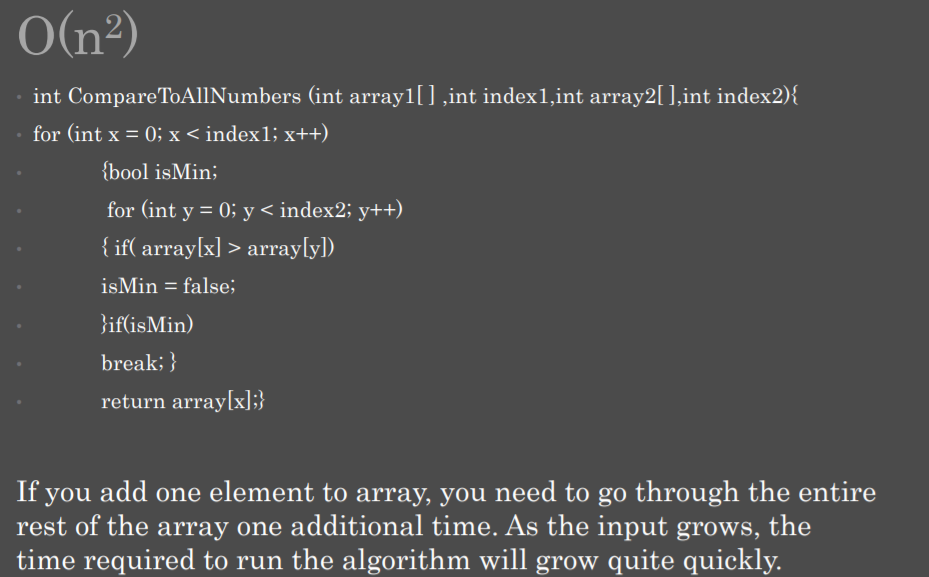 O(n²)
• int CompareToAllNumbers (int array1[ ] ,int index1,int array2[ ],int index2){
• for (int x = 0; x < index1; x++)
• {bool isMin;
• for (int y = 0; y < index2; y++)
• { if( array[x] > array[y])
• isMin = false;
• }if(isMin)
• break; }
• return array[x];}
If you add one element to array, you need to go through the entire
rest of the array one additional time. As the input grows, the
time required to run the algorithm will grow quite quickly.